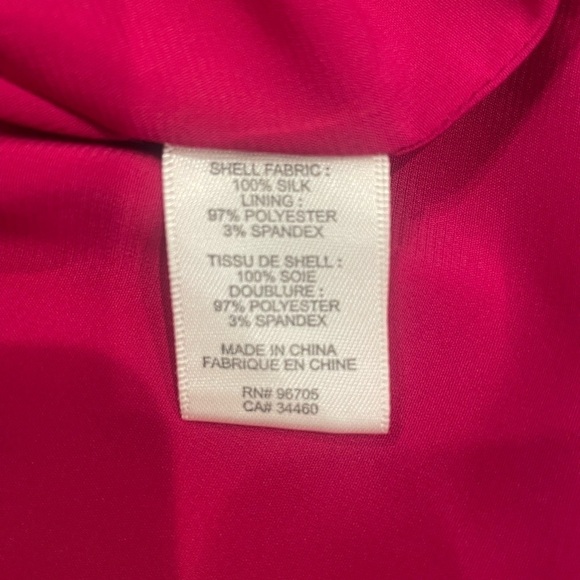 SHELL FABRIC :
100% SILK
LINING :
97% POLYESTER
3% SPANDEX
TISSU DE SHELL :
100% SOIE
DOUBLURE :
97% POLYESTER
3% SPANDEX
MADE IN CHINA
FABRIQUE EN CHINE
RN# 96705
CA# 34460